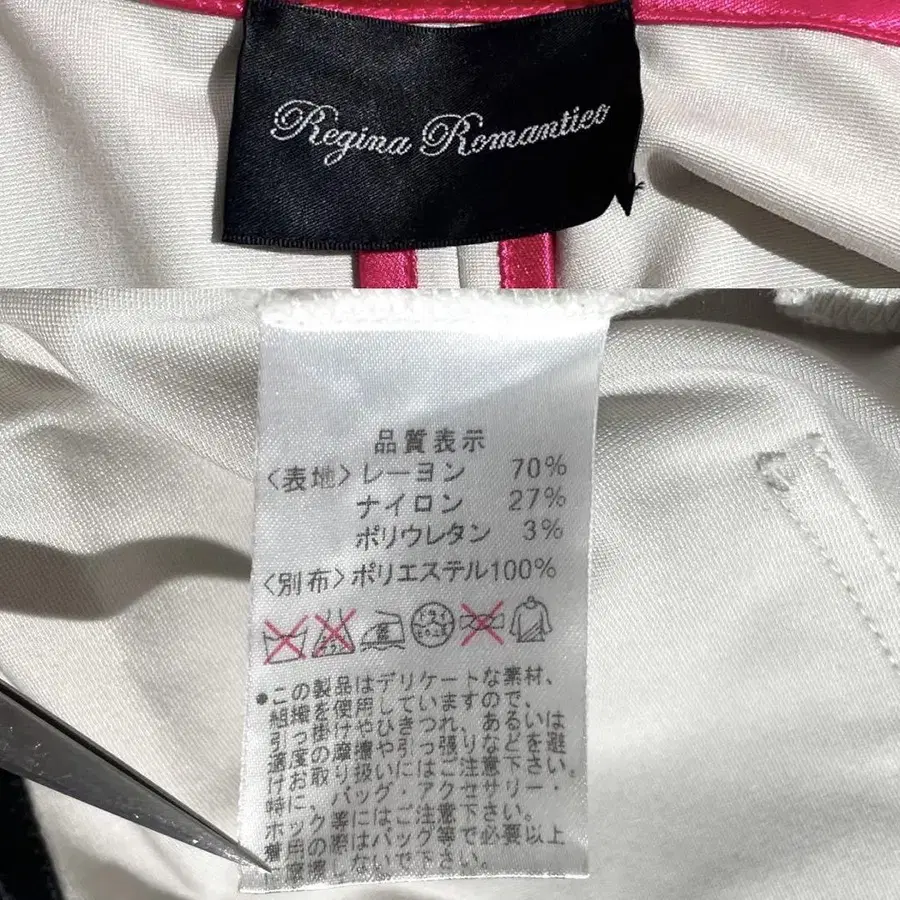 Regina Romantico
品質表示
〈表地〉レーヨン 70%
ナイロン 27%
ポリウレタン 3%
〈別布〉ポリエステル100%
●この製品はデリケートな素材、
組織を使用していますので、
引っ掛けやひきつれ、あるいは
過度の摩擦や引っ張りなどを避
けお取り扱いにはご注意下さい。
特に、バッグ・アクセサリー・
ホック等にはご注意下さい。
着用の際はバッグ等で必要以上
に摩擦しないで下さい。